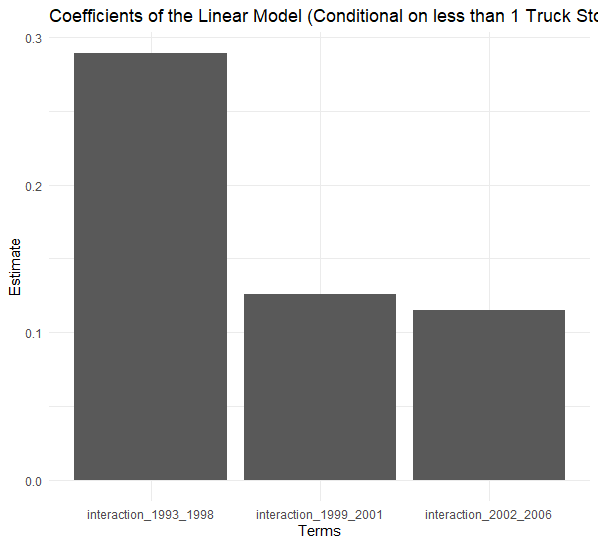 Coefficients of the Linear Model (Conditional on less than 1 Truck Sto
0.3
0.2
0.1
0.0
Estimate
interaction_1993_1998 interaction_1999_2001 interaction_2002_2006
Terms